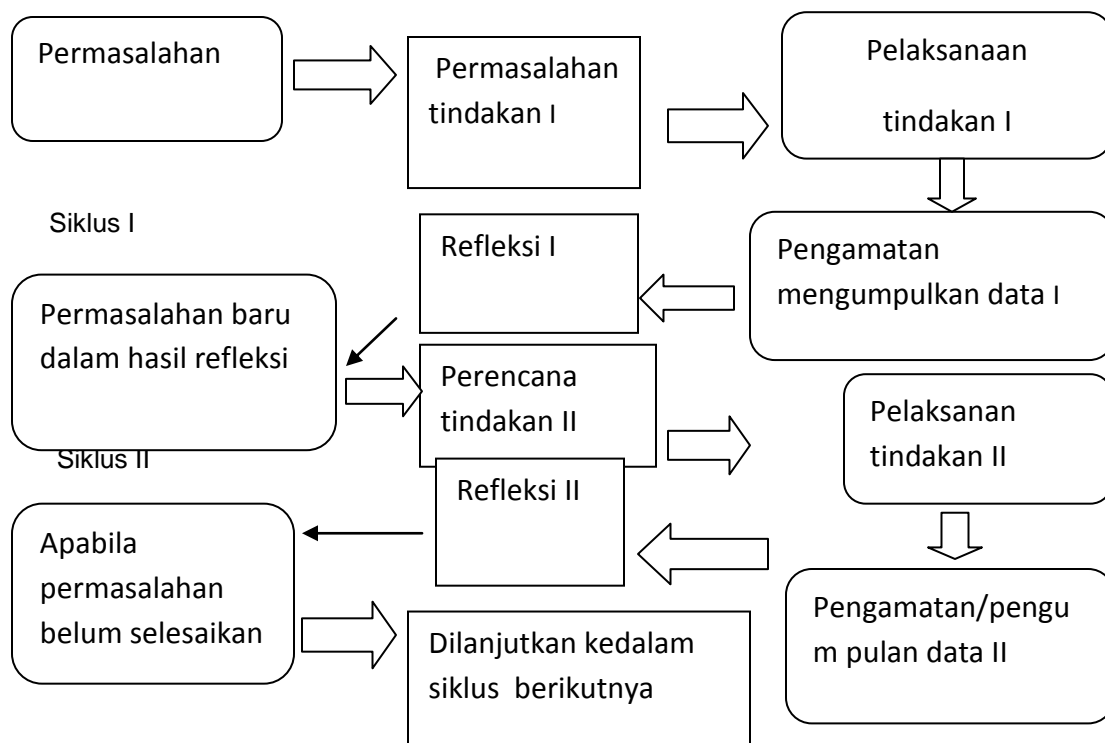 Permasalahan
Permasalahan
tindakan I
Pelaksanaan
tindakan I
Siklus I
Refleksi I
Pengamatan
mengumpulkan data I
Permasalahan baru
dalam hasil refleksi
Perencana
tindakan II
Pelaksanan
tindakan II
Siklus II
Refleksi II
Apabila
permasalahan
belum selesaikan
Pengamatan/pengu
m pulan data II
Dilanjutkan kedalam
siklus berikutnya